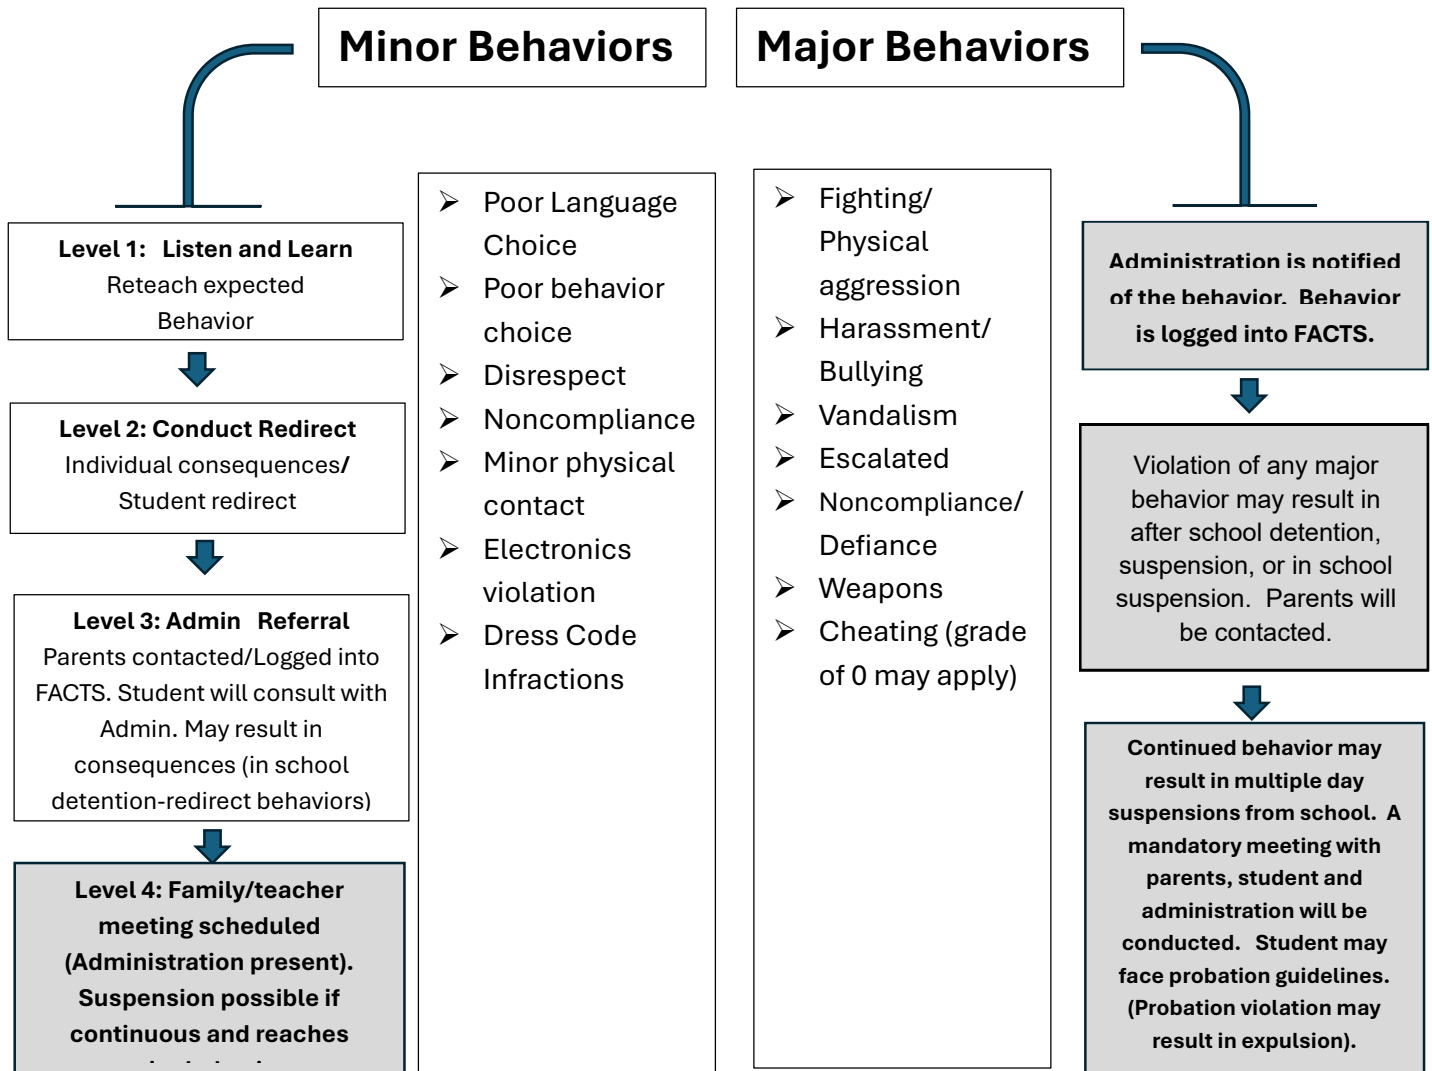 Minor Behaviors
Major Behaviors
Level 1: Listen and Learn
Reteach expected
Behavior
Level 2: Conduct Redirect
Individual consequences/
Student redirect
Level 3: Admin Referral
Parents contacted/Logged into
FACTS. Student will consult with
Admin. May result in
consequences (in school
detention-redirect behaviors)
Level 4: Family/teacher
meeting scheduled
(Administration present).
Suspension possible if
continuous and reaches
➢ Poor Language
Choice
➢ Poor behavior
choice
➢ Disrespect
➢ Noncompliance
➢ Minor physical
contact
➢ Electronics
violation
➢ Dress Code
Infractions
➢ Fighting/
Physical
aggression
➢ Harassment/
Bullying
➢ Vandalism
➢ Escalated
➢ Noncompliance/
Defiance
➢ Weapons
➢ Cheating (grade
of 0 may apply)
Administration is notified
of the behavior. Behavior
is logged into FACTS.
Violation of any major
behavior may result in
after school detention,
suspension, or in school
suspension. Parents will
be contacted.
Continued behavior may
result in multiple day
suspensions from school. A
mandatory meeting with
parents, student and
administration will be
conducted. Student may
face probation guidelines.
(Probation violation may
result in expulsion).